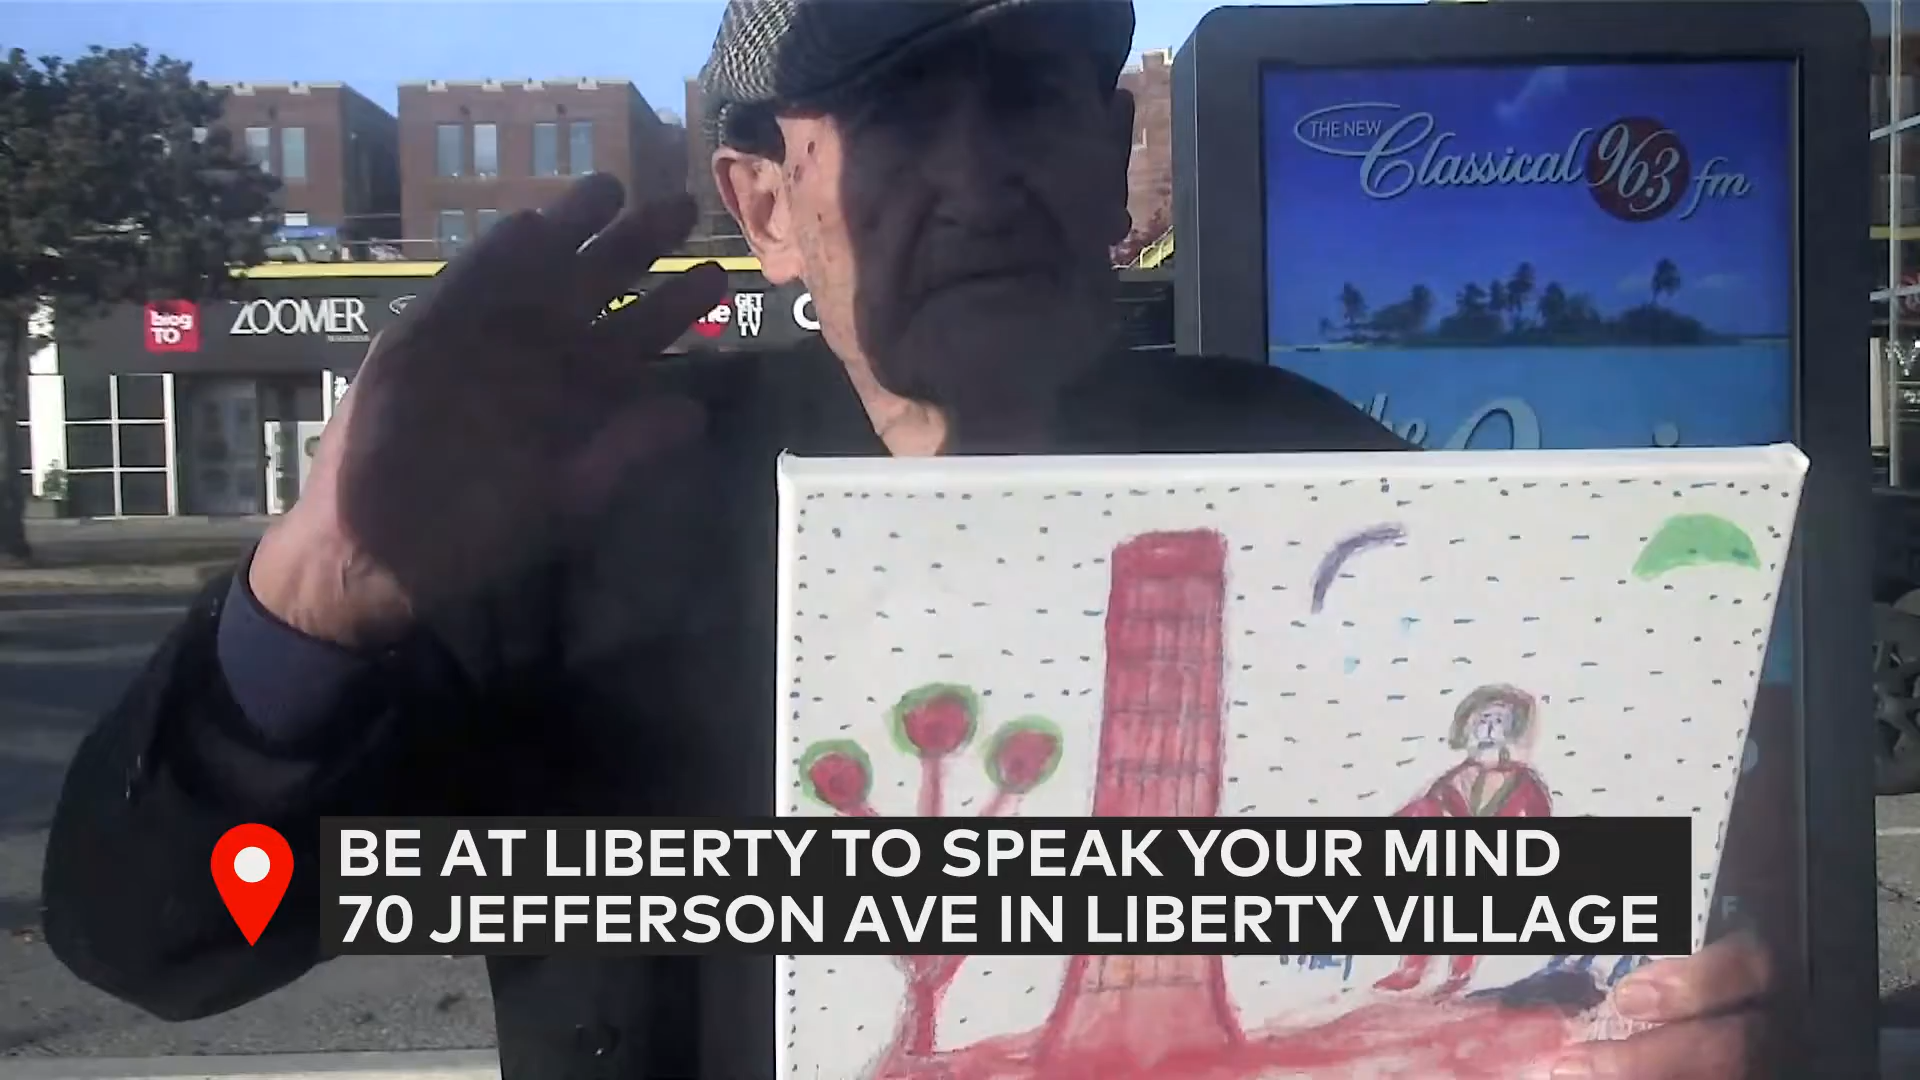 THE NEW
Classical 963 fm
blog
TO
ZOOMER
GET
FIT
TV
BE AT LIBERTY TO SPEAK YOUR MIND
70 JEFFERSON AVE IN LIBERTY VILLAGE